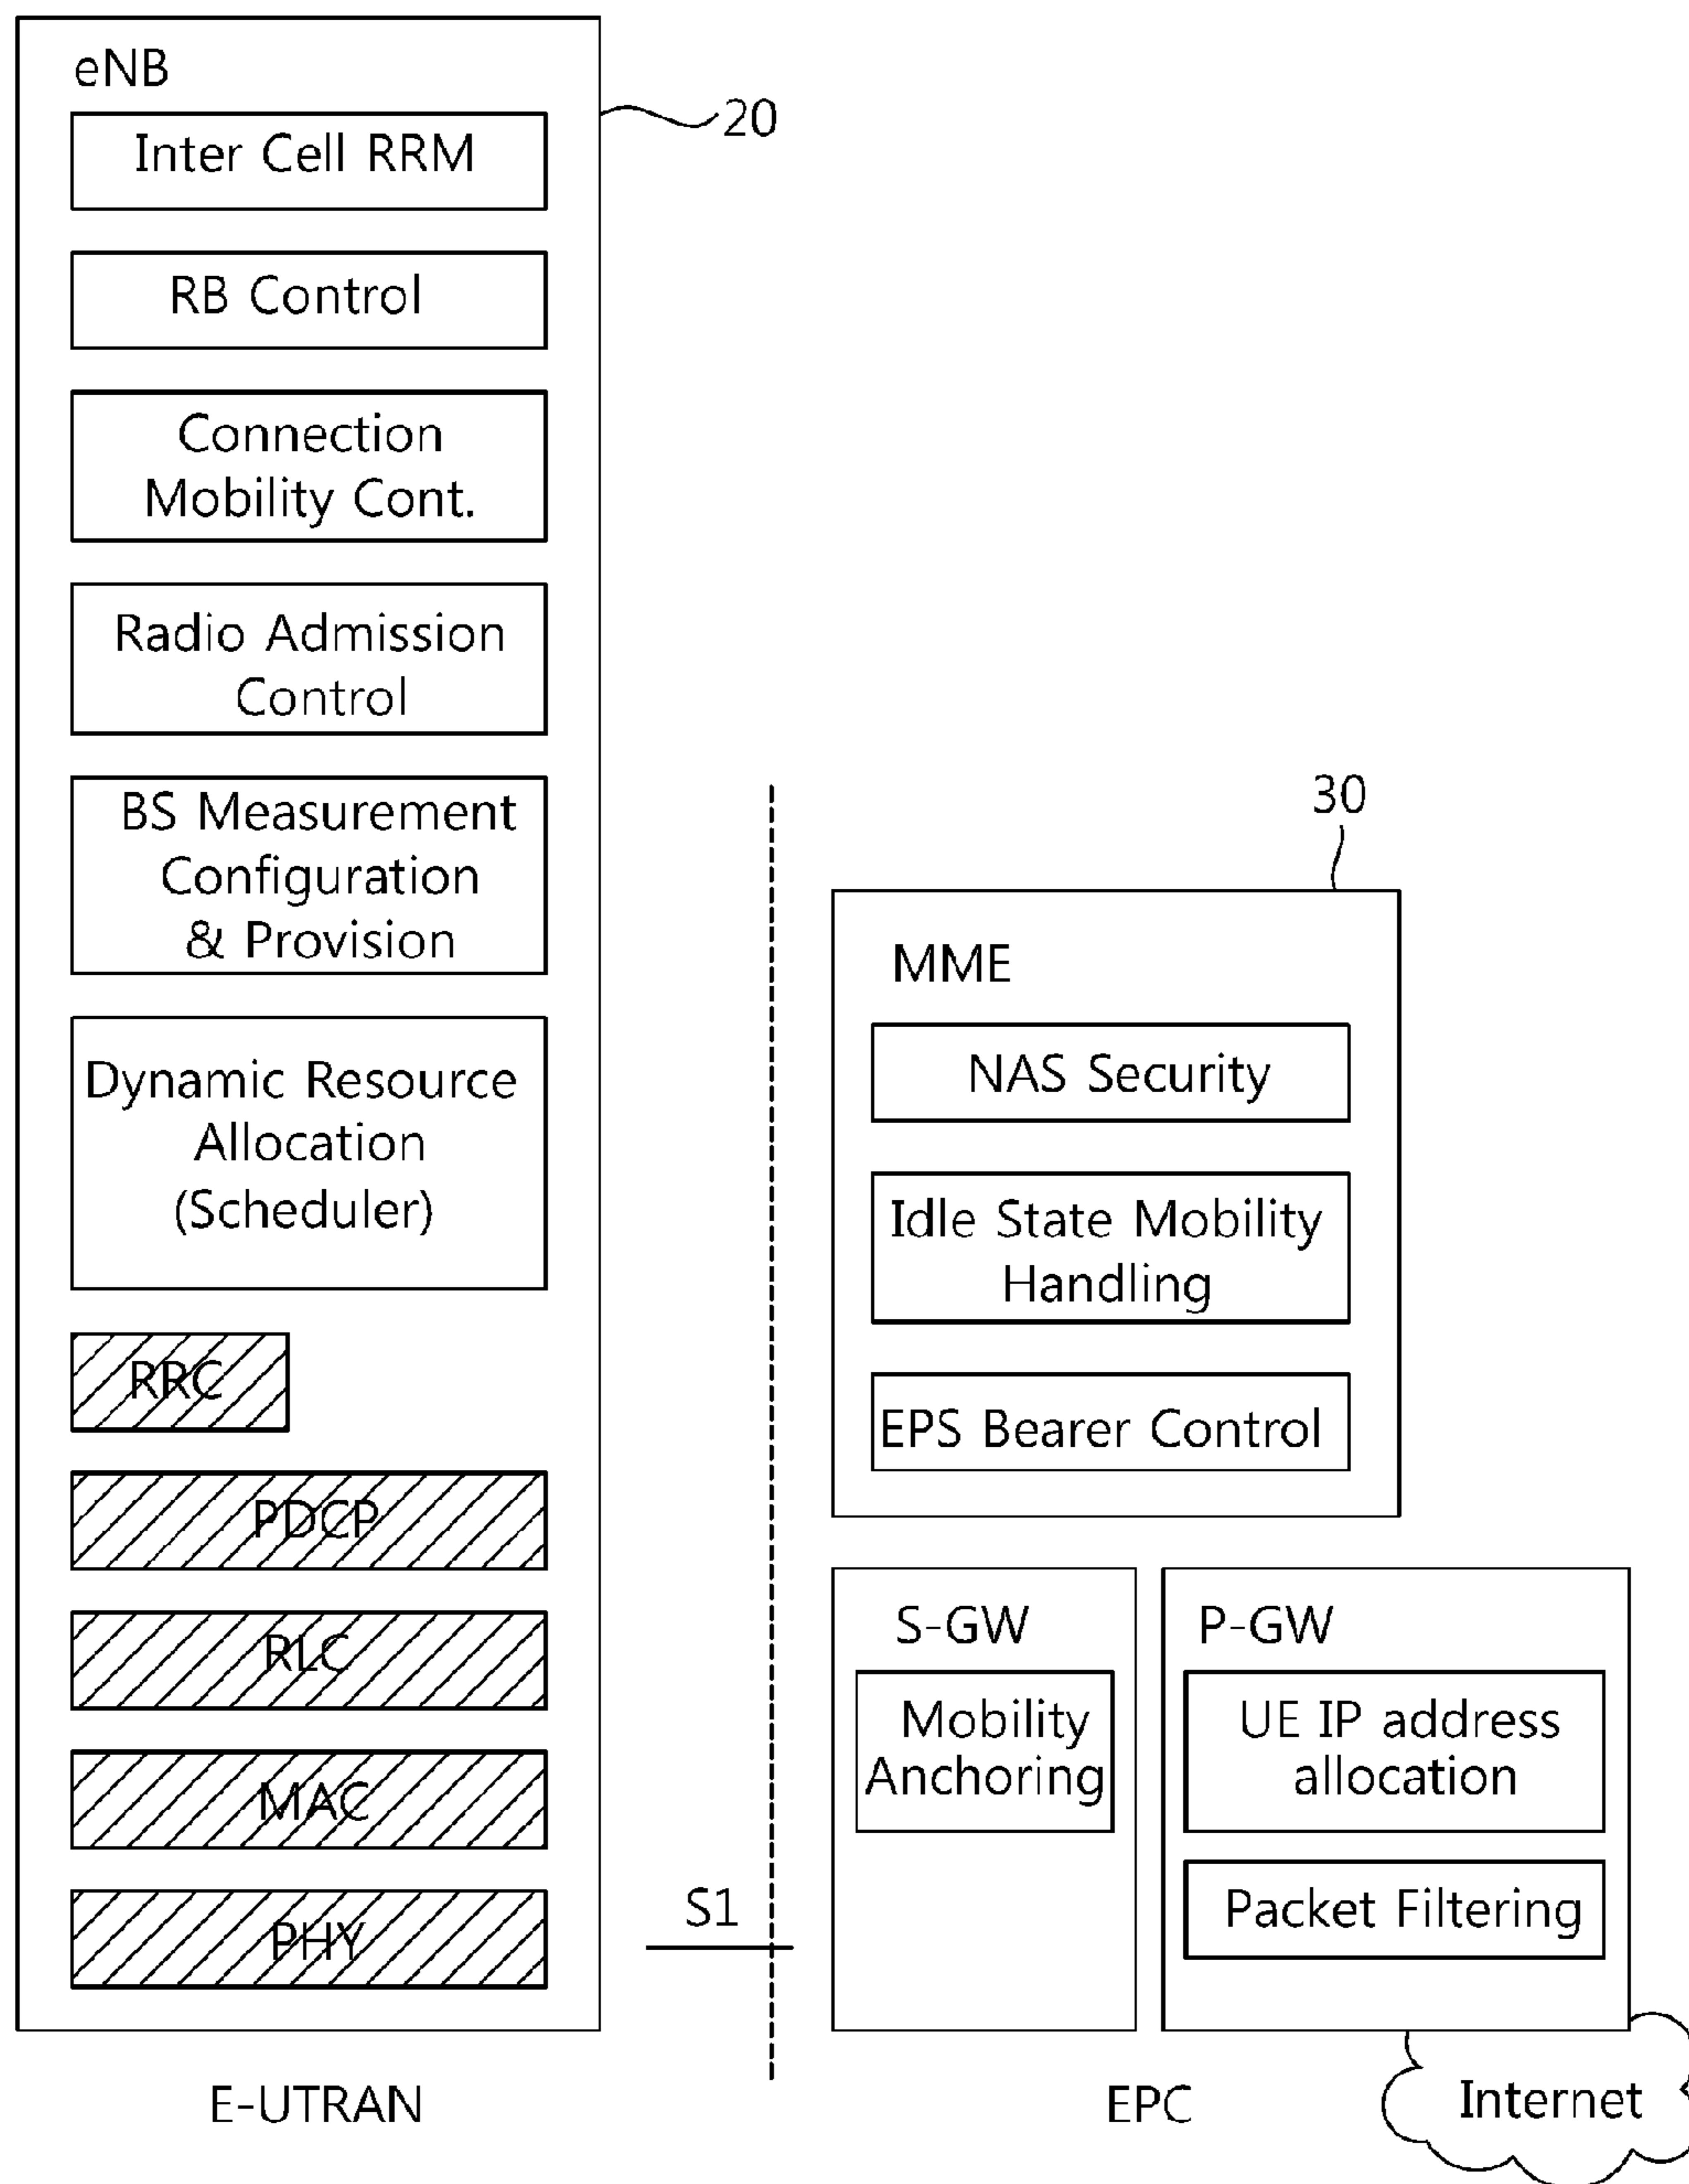 eNB
20
Inter Cell RRM
RB Control
Connection
Mobility Cont.
Radio Admission
Control
BS Measurement
Configuration
& Provision
Dynamic Resource
Allocation
(Scheduler)
RRC
PDCP
RLC
MAC
PHY
S1
E-UTRAN
30
MME
NAS Security
Idle State Mobility
Handling
EPS Bearer Control
S-GW
Mobility
Anchoring
P-GW
UE IP address
allocation
Packet Filtering
EPC
Internet